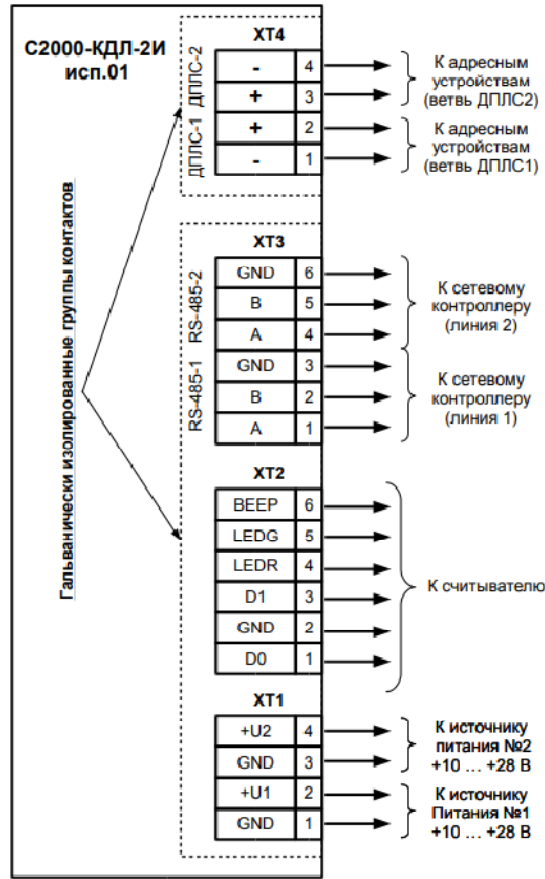 С2000-КДЛ-2И
исп.01
Гальванически изолированные группы контактов
XT4
ДПЛС-2
- 4
+ 3
К адресным
устройствам
(ветвь ДПЛС2)
ДПЛС-1
+ 2
- 1
К адресным
устройствам
(ветвь ДПЛС1)
XT3
RS-485-2
GND 6
B 5
A 4
К сетевому
контроллеру
(линия 2)
RS-485-1
GND 3
B 2
A 1
К сетевому
контроллеру
(линия 1)
XT2
BEEP 6
LEDG 5
LEDR 4
D1 3
GND 2
D0 1
К считывателю
XT1
+U2 4
GND 3
К источнику
питания №2
+10 ... +28 В
+U1 2
GND 1
К источнику
Питания №1
+10 ... +28 В